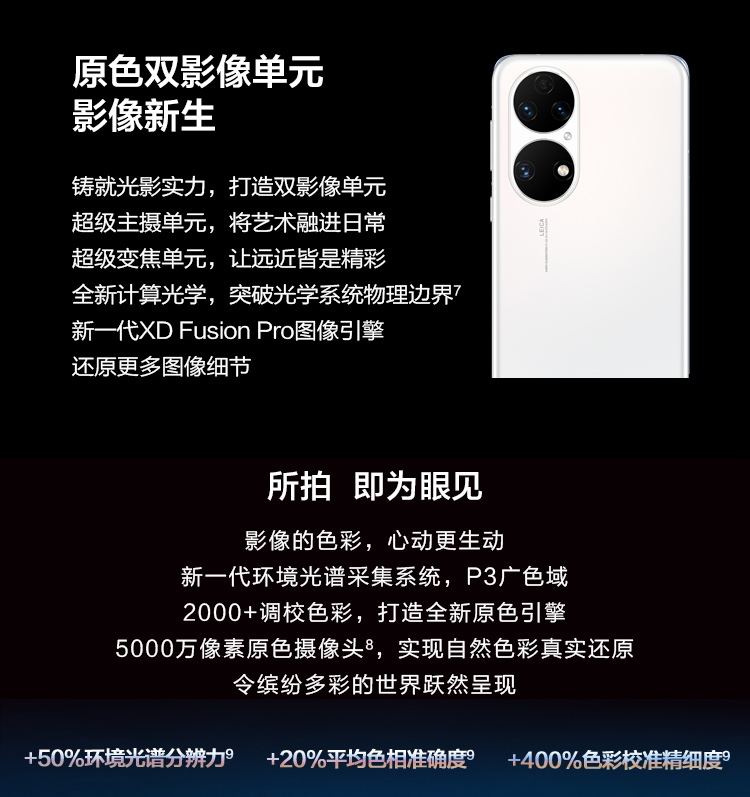 原色双影像单元
影像新生
铸就光影实力，打造双影像单元
超级主摄单元，将艺术融进日常
超级变焦单元，让远近皆是精彩
全新计算光学，突破光学系统物理边界7
新一代XD Fusion Pro图像引擎
还原更多图像细节
LEICA
所拍 即为眼见
影像的色彩，心动更生动
新一代环境光谱采集系统，P3广色域
2000+调校色彩，打造全新原色引擎
5000万像素原色摄像头8，实现自然色彩真实还原
令缤纷多彩的世界跃然呈现
+50%环境光谱分辨力9 +20%平均色相准确度9 +400%色彩校准精细度9